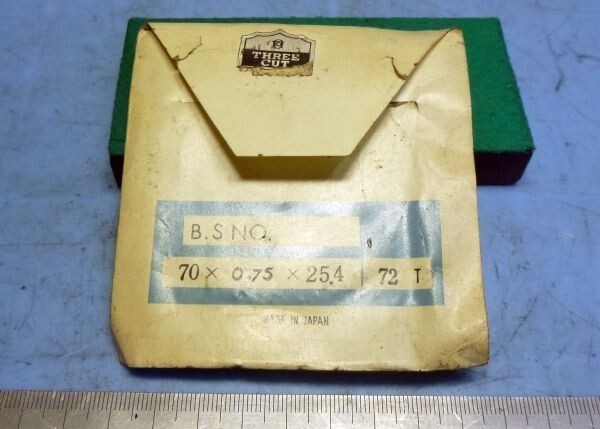 THREE
CUT
B.S NO.
70 × 0.75 × 25.4 72 T
MADE IN JAPAN